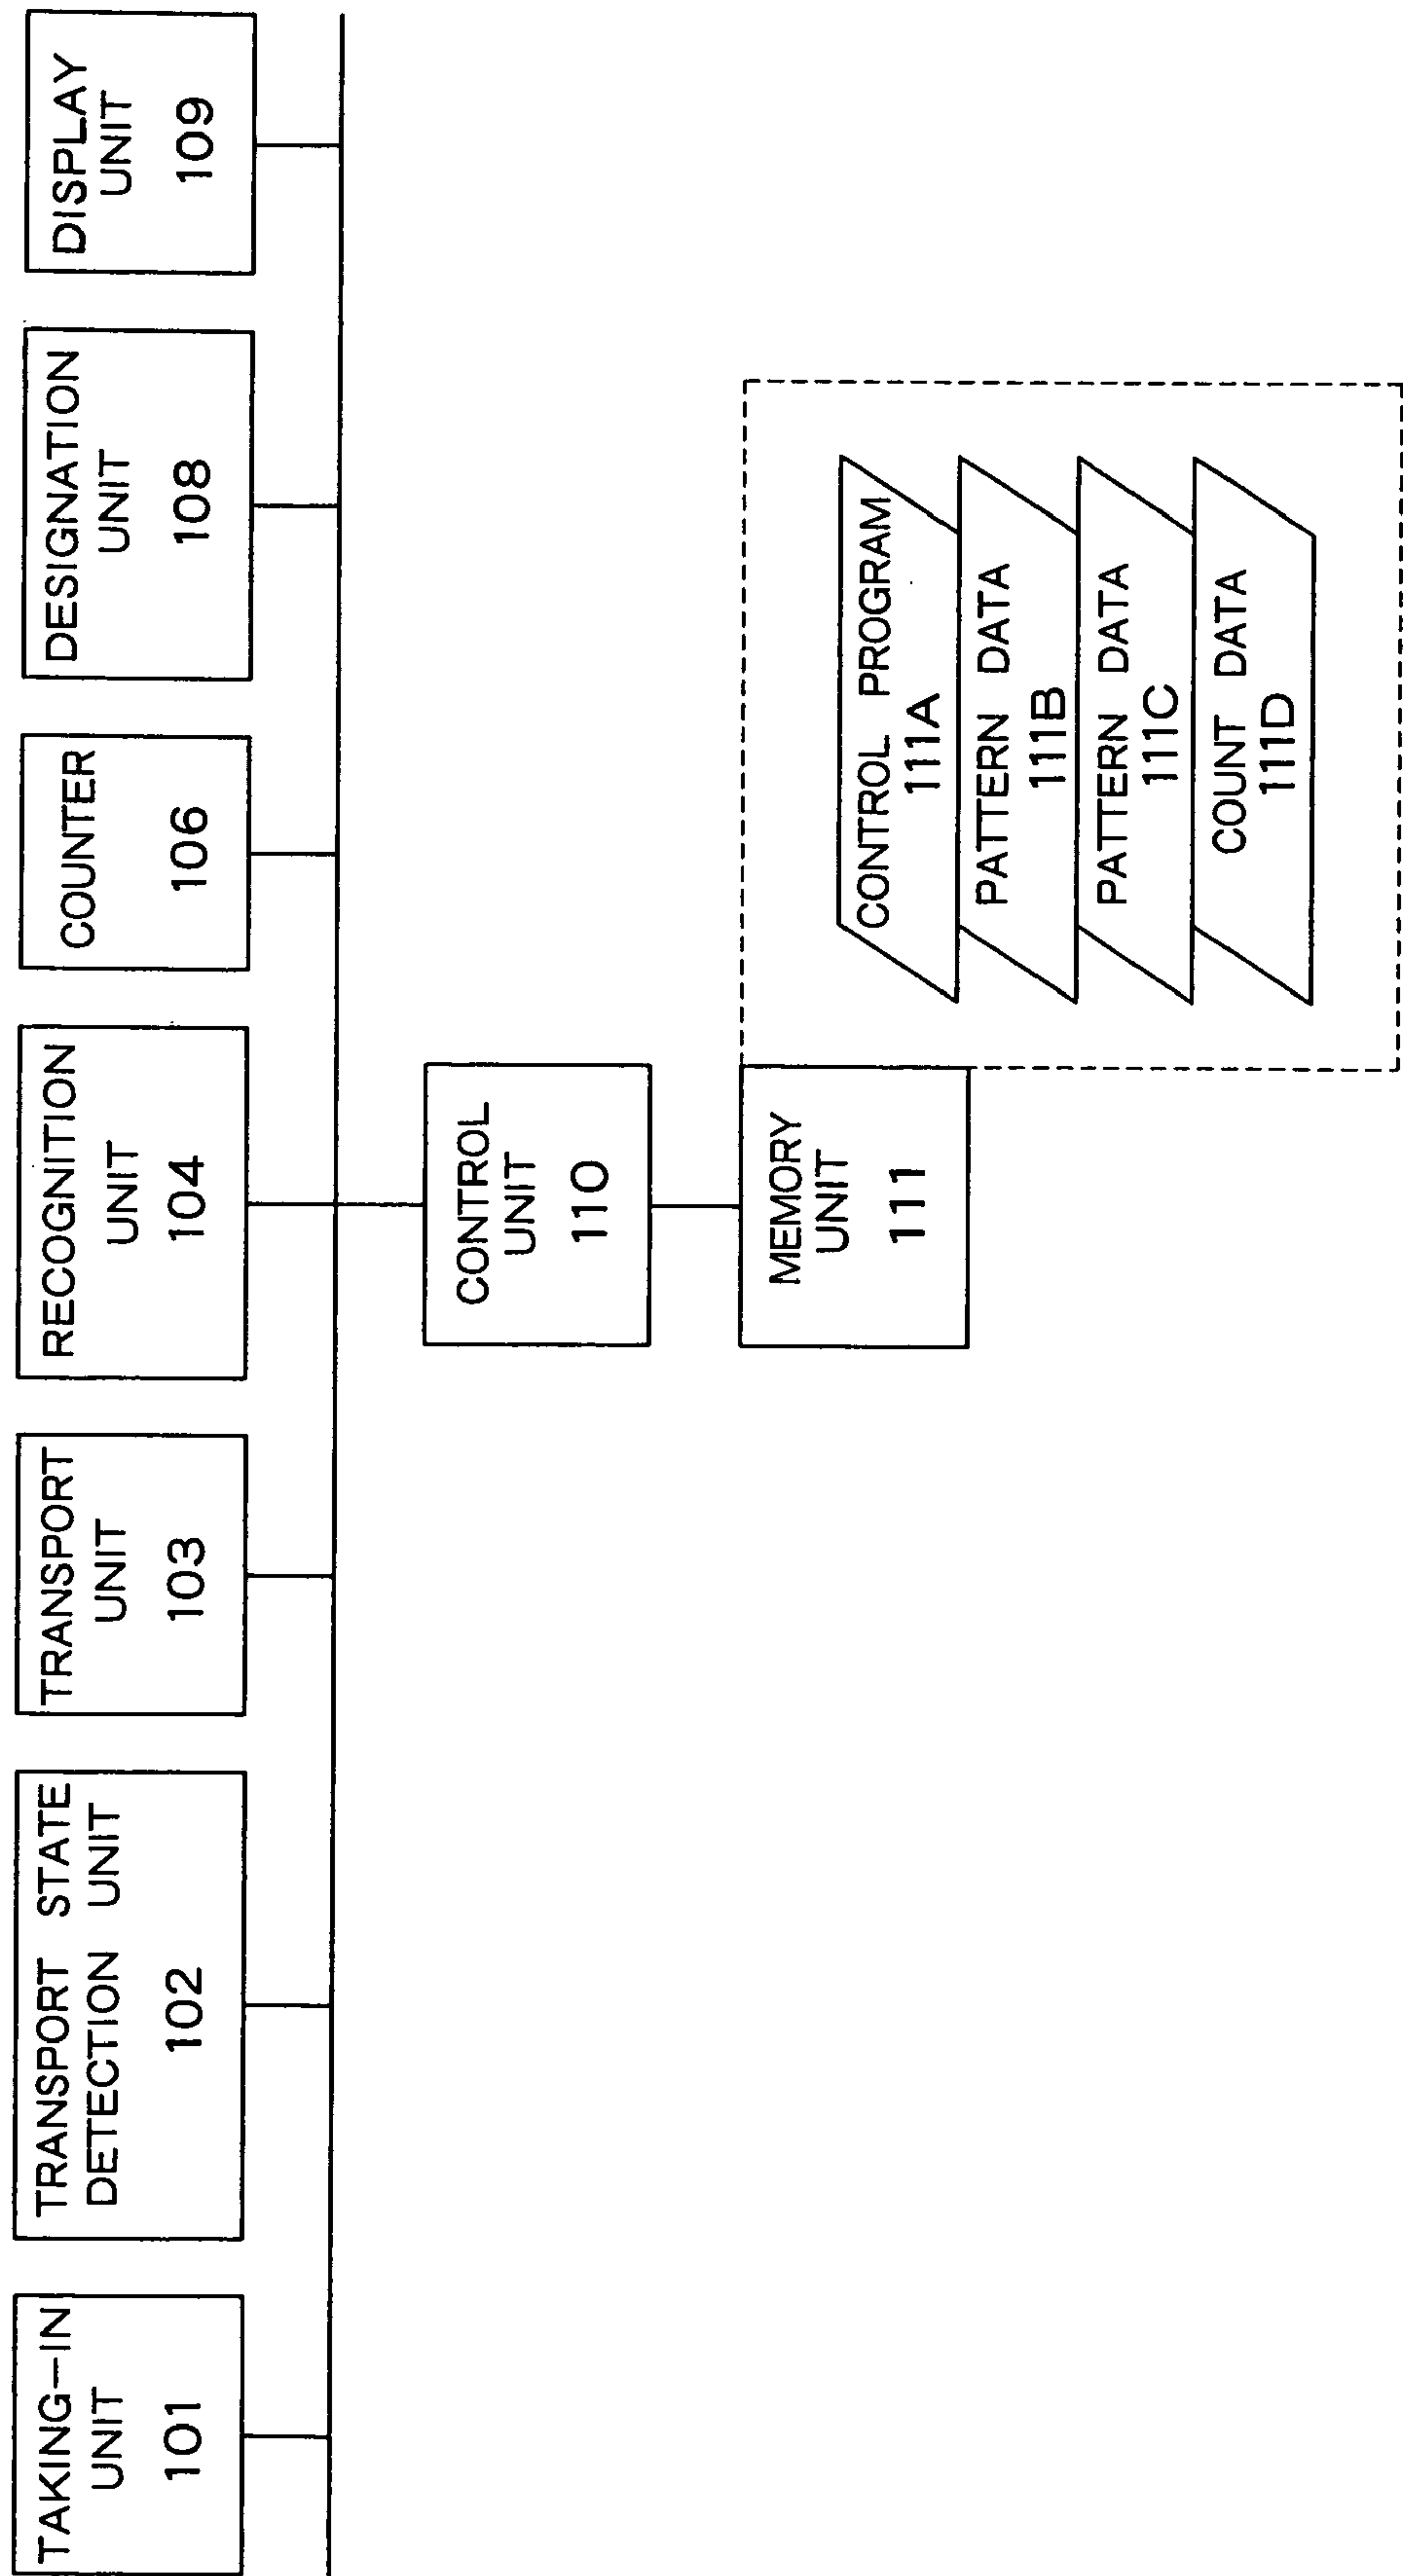 TAKING-IN
UNIT
101
TRANSPORT STATE
DETECTION UNIT
102
TRANSPORT
UNIT
103
RECOGNITION
UNIT
104
COUNTER
106
DESIGNATION
UNIT
108
DISPLAY
UNIT
109
CONTROL
UNIT
110
MEMORY
UNIT
111
CONTROL PROGRAM
111A
PATTERN DATA
111B
PATTERN DATA
111C
COUNT DATA
111D